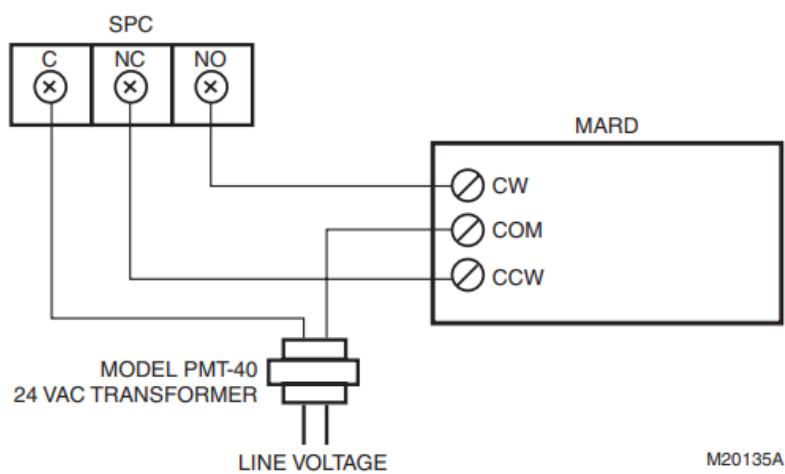 SPC
C NC NO
MARD
CW
COM
CCW
MODEL PMT-40
24 VAC TRANSFORMER
LINE VOLTAGE
M20135A